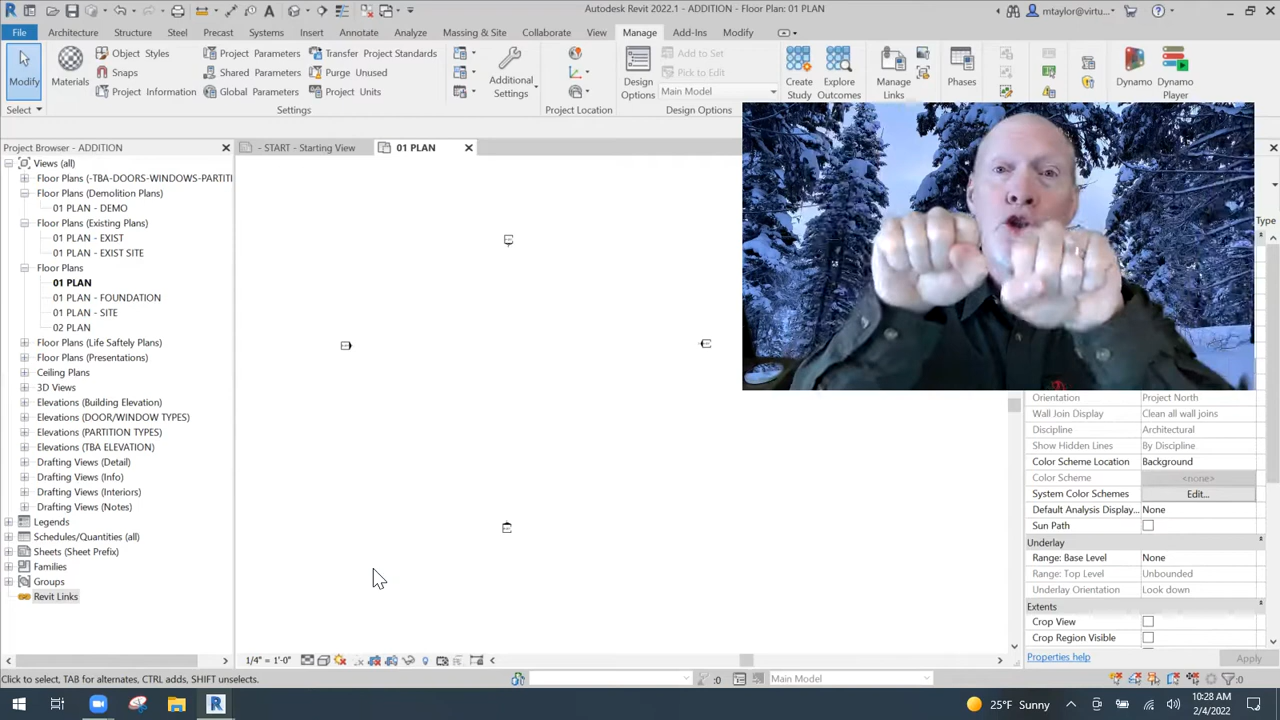 Autodesk Revit 2022.1 - ADDITION - Floor Plan: 01 PLAN
mtaylor@virtu...
File Architecture Structure Steel Precast Systems Insert Annotate Massing & Site Collaborate View Manage Add-Ins Modify
Modify
Select
Materials
Object Styles
Snaps
Project Information
Project Parameters
Shared Parameters
Global Parameters
Transfer Project Standards
Purge Unused
Project Units
Settings
Additional
Settings
Project Location
Design
Options
Add to Set
Pick to Edit
Main Model
Design Options
Create
Study
Explore
Outcomes
Manage
Links
Phases
Dynamo
Dynamo
Player
Project Browser - ADDITION
- START - Starting View
01 PLAN
Views (all)
Floor Plans (-TBA-DOORS-WINDOWS-PARTITI
Floor Plans (Demolition Plans)
01 PLAN - DEMO
Floor Plans (Existing Plans)
01 PLAN - EXIST
01 PLAN - EXIST SITE
Floor Plans
01 PLAN
01 PLAN - FOUNDATION
01 PLAN - SITE
02 PLAN
Floor Plans (Life Saftely Plans)
Floor Plans (Presentations)
Ceiling Plans
3D Views
Elevations (Building Elevation)
Elevations (DOOR/WINDOW TYPES)
Elevations (PARTITION TYPES)
Elevations (TBA ELEVATION)
Drafting Views (Detail)
Drafting Views (Info)
Drafting Views (Interiors)
Drafting Views (Notes)
Legends
Schedules/Quantities (all)
Sheets (Sheet Prefix)
Families
Groups
Revit Links
Type
Orientation Project North
Wall Join Display Clean all wall joins
Discipline Architectural
Show Hidden Lines By Discipline
Color Scheme Location Background
Color Scheme <none>
System Color Schemes Edit...
Default Analysis Display... None
Sun Path
Underlay
Range: Base Level None
Range: Top Level Unbounded
Underlay Orientation Look down
Extents
Crop View
Crop Region Visible
Properties help
Apply
1/4" = 1'-0"
Click to select, TAB for alternates, CTRL adds, SHIFT unselects.
:0
Main Model
:0
25°F Sunny
10:28 AM
2/4/2022